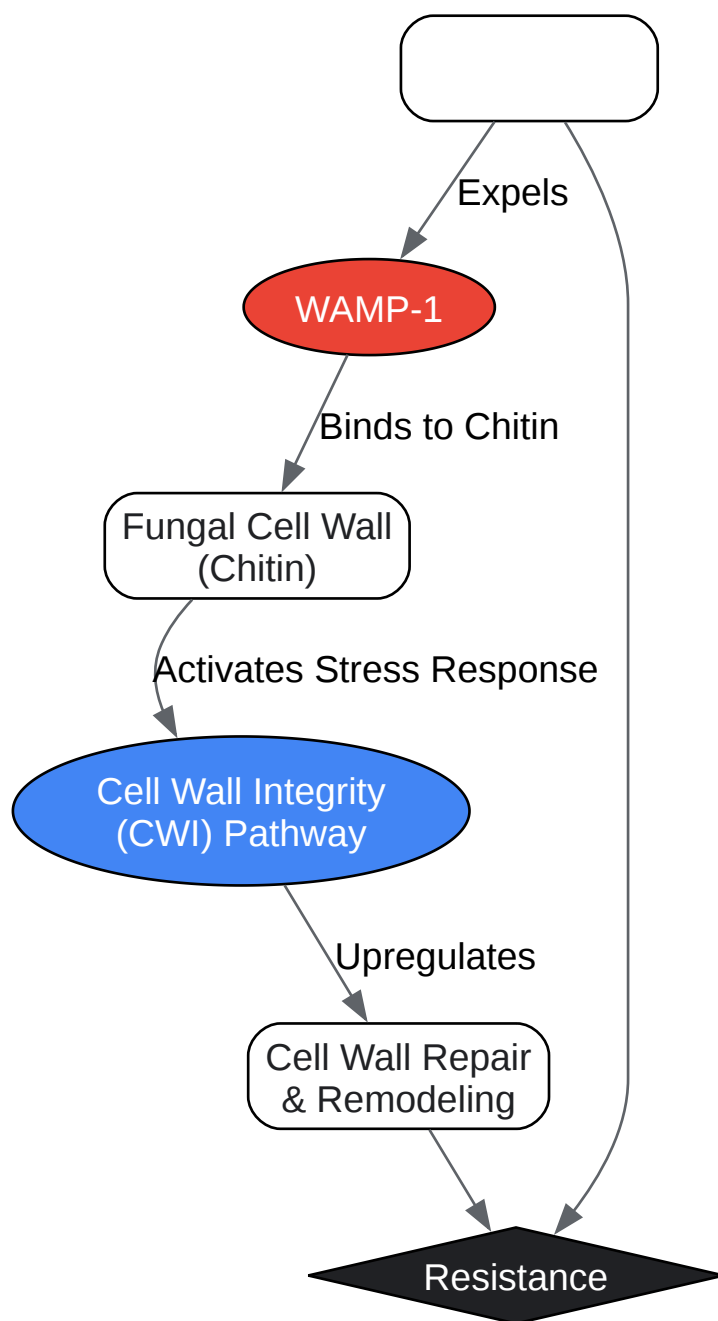 Expels
WAMP-1
Binds to Chitin
Fungal Cell Wall
(Chitin)
Activates Stress Response
Cell Wall Integrity
(CWI) Pathway
Upregulates
Cell Wall Repair
& Remodeling
Resistance